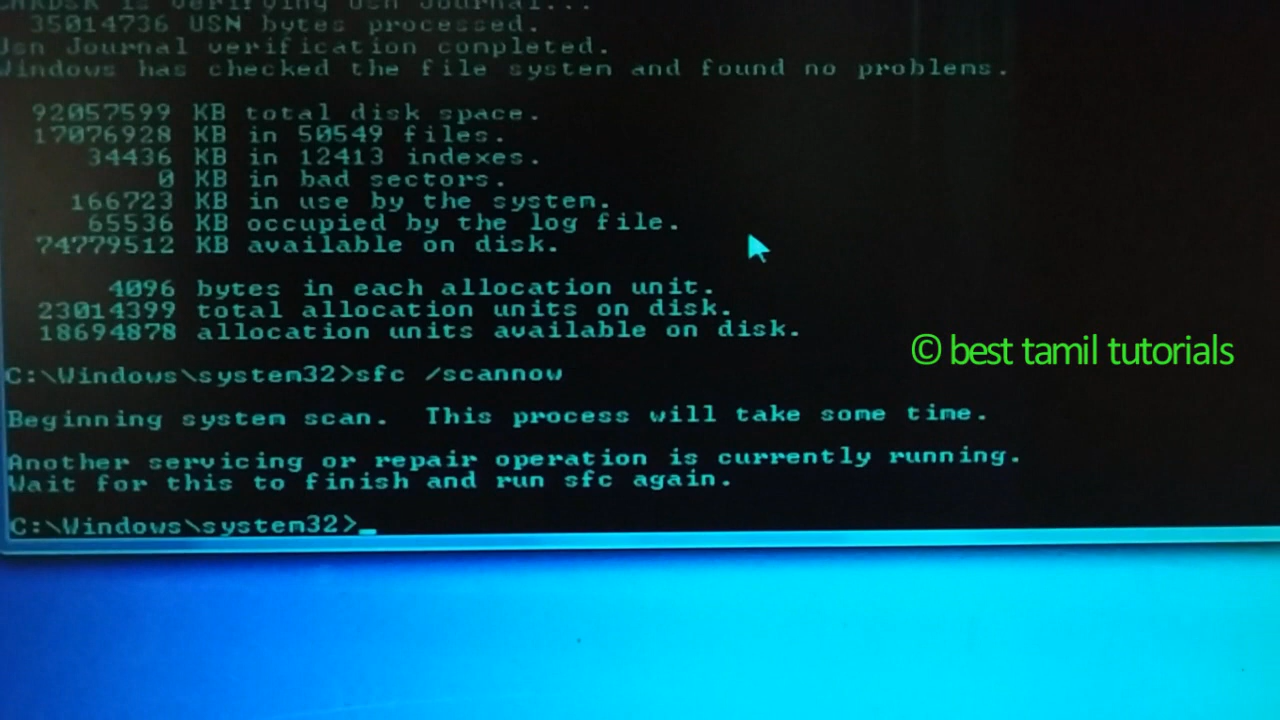 CHKDSK is verifying Usn Journal...
35014736 USN bytes processed.
Usn Journal verification completed.
Windows has checked the file system and found no problems.
92057599 KB total disk space.
17076928 KB in 50549 files.
34436 KB in 12413 indexes.
0 KB in bad sectors.
166723 KB in use by the system.
65536 KB occupied by the log file.
74779512 KB available on disk.
4096 bytes in each allocation unit.
23014399 total allocation units on disk.
18694878 allocation units available on disk.
© best tamil tutorials
C:\Windows\system32>sfc /scannow
Beginning system scan.  This process will take some time.
Another servicing or repair operation is currently running.
Wait for this to finish and run sfc again.
C:\Windows\system32>_